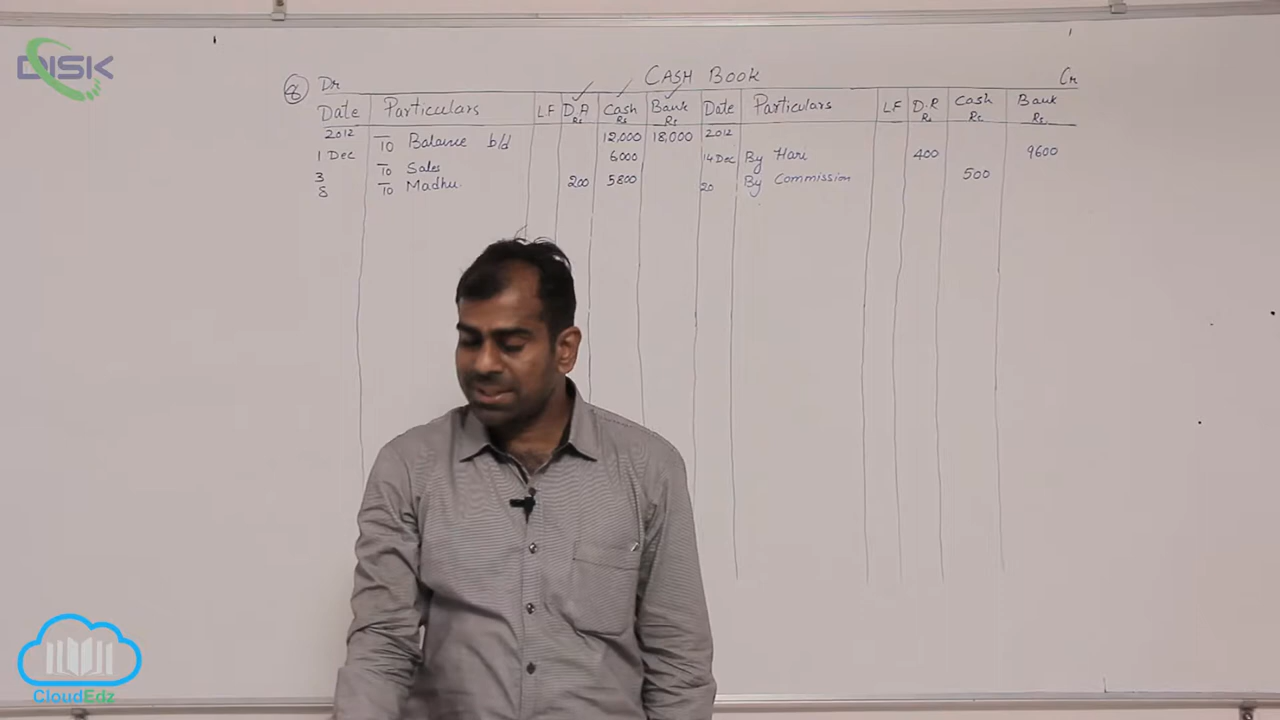 DISK
8 Dr CASH BOOK Cr
Date Particulars LF D.A Rs Cash Rs Bank Rs Date Particulars LF D.R Rs Cash Rs Bank Rs
2012 To Balance b/d 12,000 18,000 2012
1 Dec To Sales 6000 14 Dec By Hari 400 9600
3 To Madhu. 200 5800 20 By Commission 500
8
CloudEdz